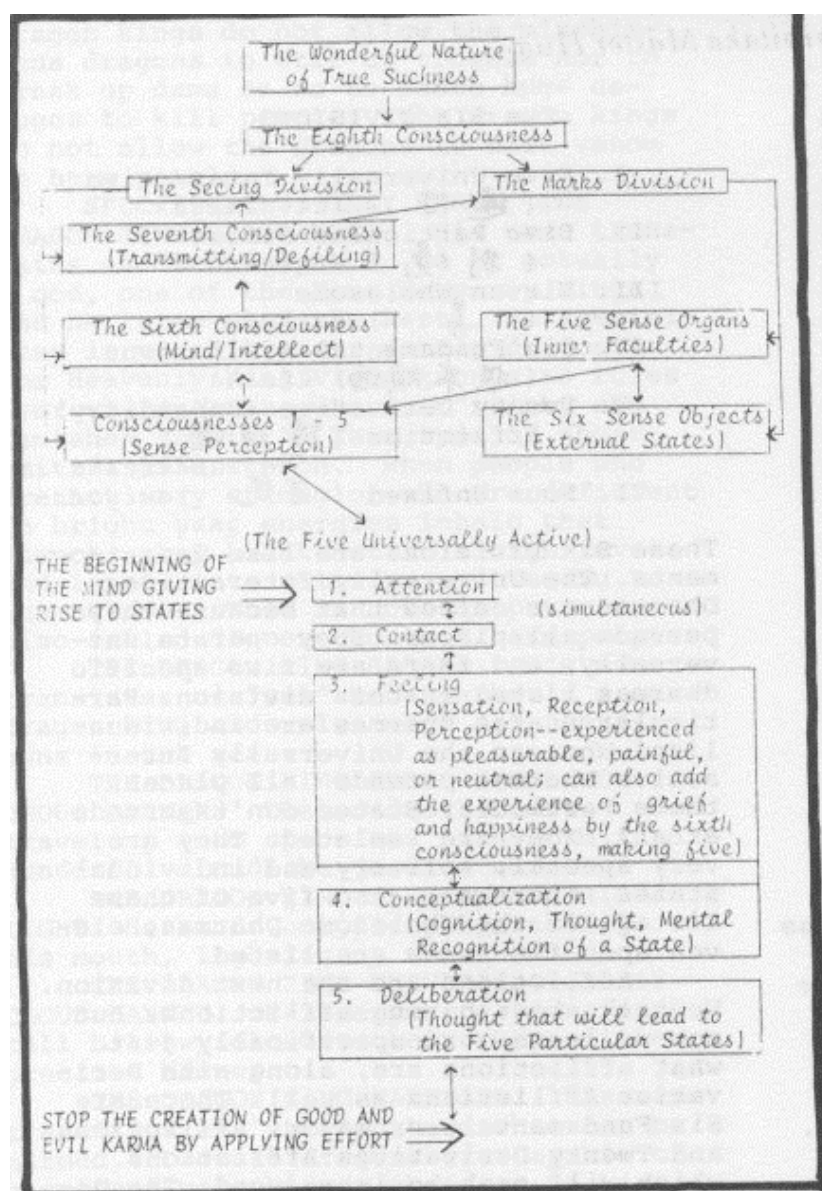 The Wonderful Nature
of True Suchness
The Eighth Consciousness
The Seeing Division
The Marks Division
The Seventh Consciousness
(Transmitting/Defiling)
The Sixth Consciousness
(Mind/Intellect)
The Five Sense Organs
(Inner Faculties)
Consciousnesses 1 - 5
(Sense Perception)
The Six Sense Objects
(External States)
(The Five Universally Active)
THE BEGINNING OF
THE MIND GIVING
RISE TO STATES
1. Attention
(simultaneous)
2. Contact
3. Feeling
[Sensation, Reception,
Perception--experienced
as pleasurable, painful,
or neutral; can also add
the experience of grief
and happiness by the sixth
consciousness, making five)
4. Conceptualization
(Cognition, Thought, Mental
Recognition of a State)
5. Deliberation
(Thought that will lead to
the Five Particular States)
STOP THE CREATION OF GOOD AND
EVIL KARMA BY APPLYING EFFORT